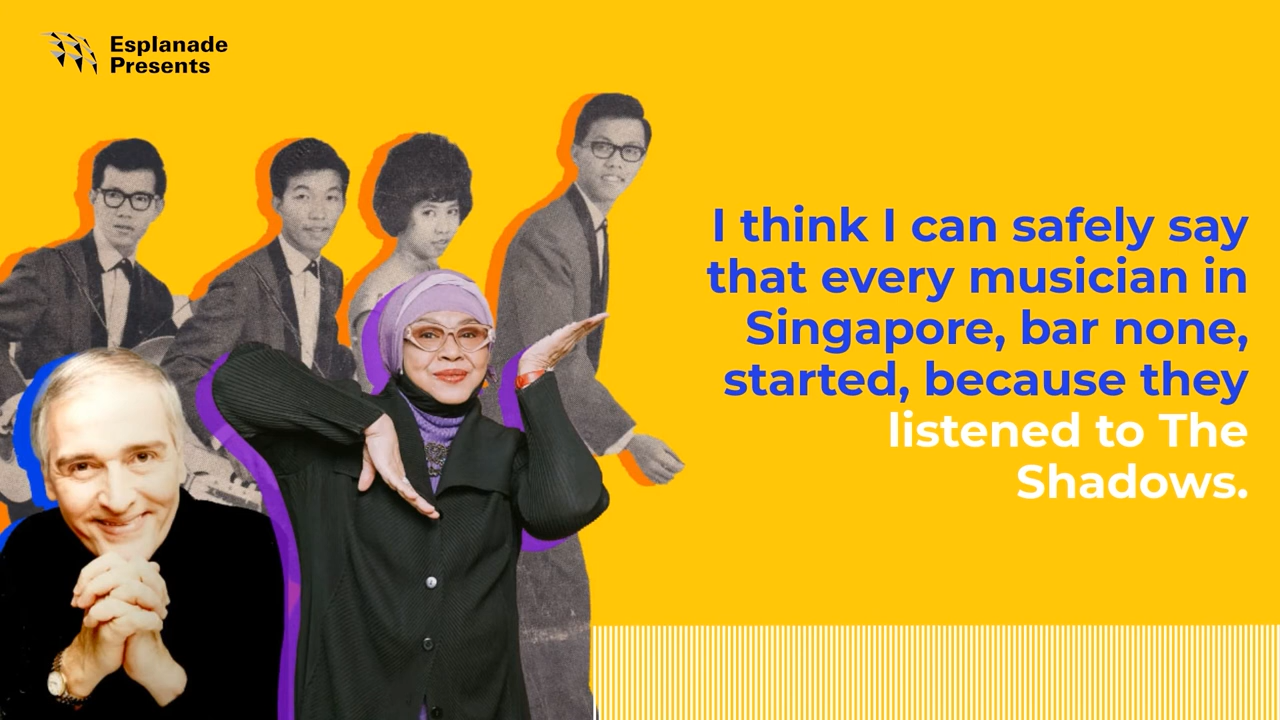 Esplanade
Presents
I think I can safely say
that every musician in
Singapore, bar none,
started, because they
listened to The
Shadows.